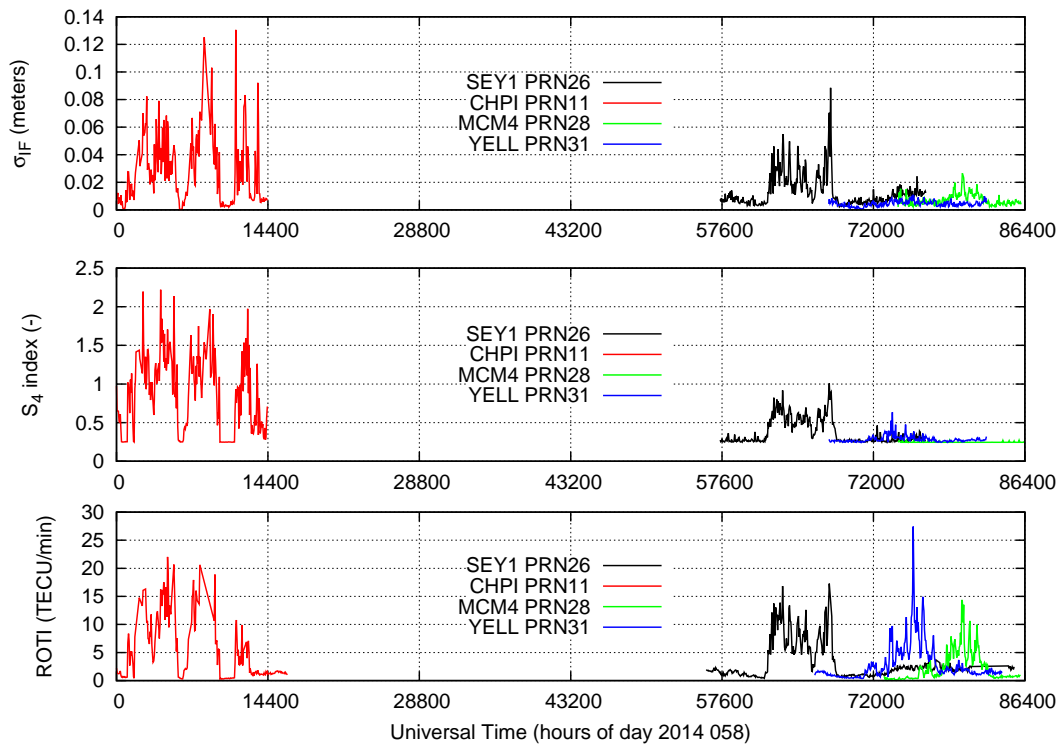 0.14
0.12
0.1
0.08
0.06
0.04
0.02
0
σIF (meters)
SEY1 PRN26
CHPI PRN11
MCM4 PRN28
YELL PRN31
0 14400 28800 43200 57600 72000 86400
2.5
2
1.5
1
0.5
0
S4 index (-)
SEY1 PRN26
CHPI PRN11
MCM4 PRN28
YELL PRN31
0 14400 28800 43200 57600 72000 86400
30
25
20
15
10
5
0
ROTI (TECU/min)
SEY1 PRN26
CHPI PRN11
MCM4 PRN28
YELL PRN31
0 14400 28800 43200 57600 72000 86400
Universal Time (hours of day 2014 058)